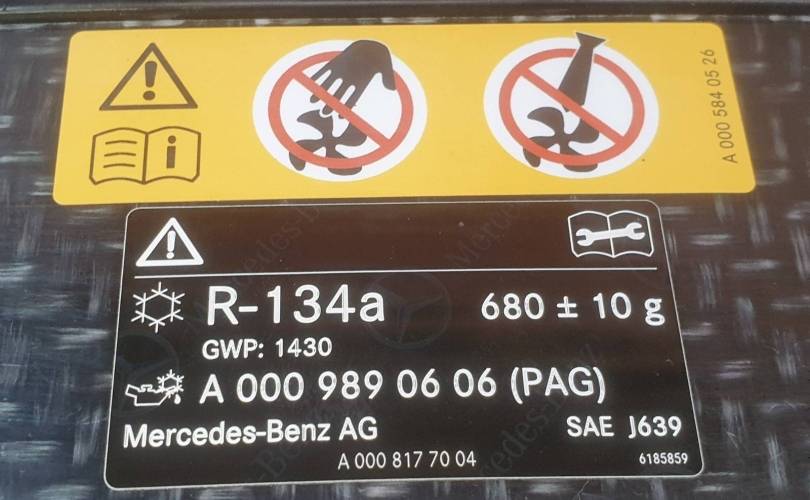 A 000 584 05 26
R-134a 680 ± 10 g
GWP: 1430
A 000 989 06 06 (PAG)
Mercedes-Benz AG SAE J639
A 000 817 70 04 6185859